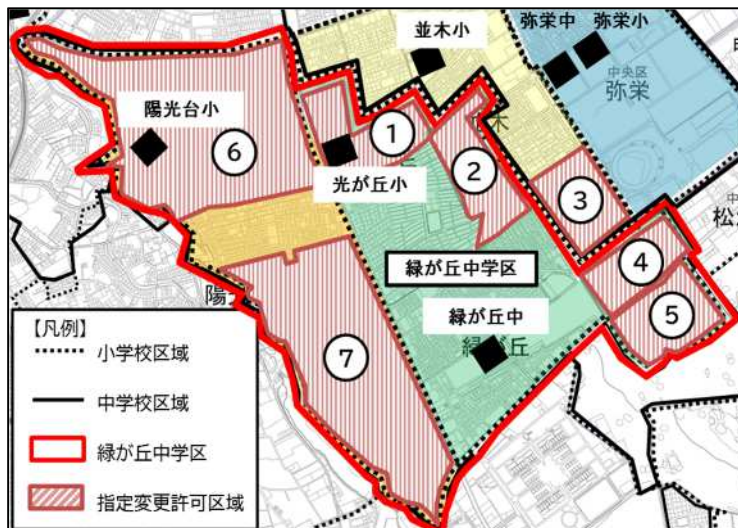 並木小
弥栄中 弥栄小
中央区
弥栄
陽光台小
⑥
①
光が丘小
②
③
④
⑤
緑が丘中学区
緑が丘中
緑が丘
⑦
【凡例】
小学校区域
中学校区域
緑が丘中学区
指定変更許可区域